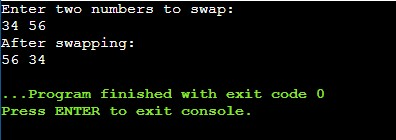 Enter two numbers to swap:
34 56
After swapping:
56 34
...Program finished with exit code 0
Press ENTER to exit console.